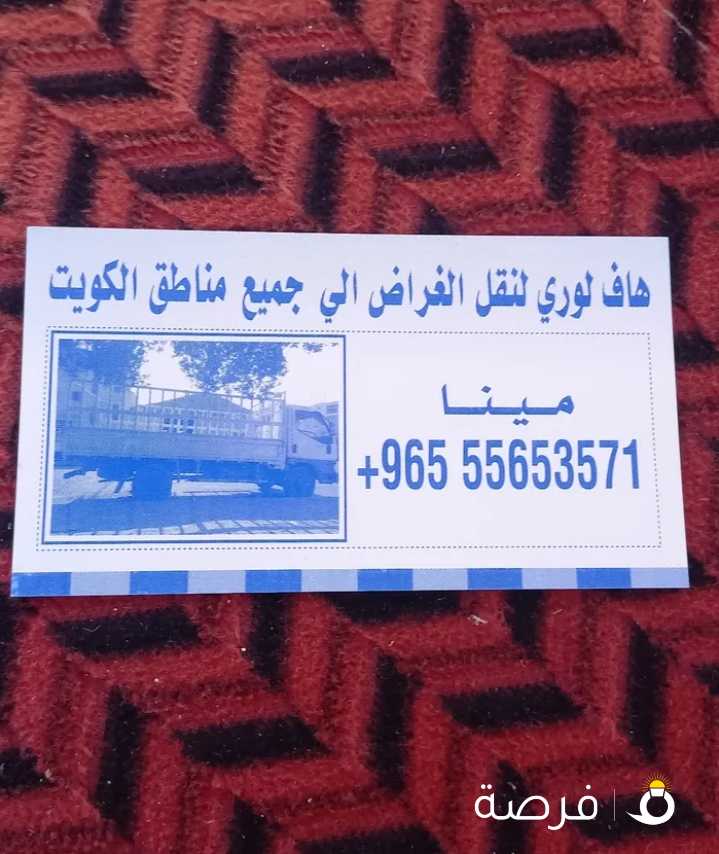 هاف لوري لنقل الغراض الي جميع مناطق الكويت
مينا
+965 55653571
فرصة